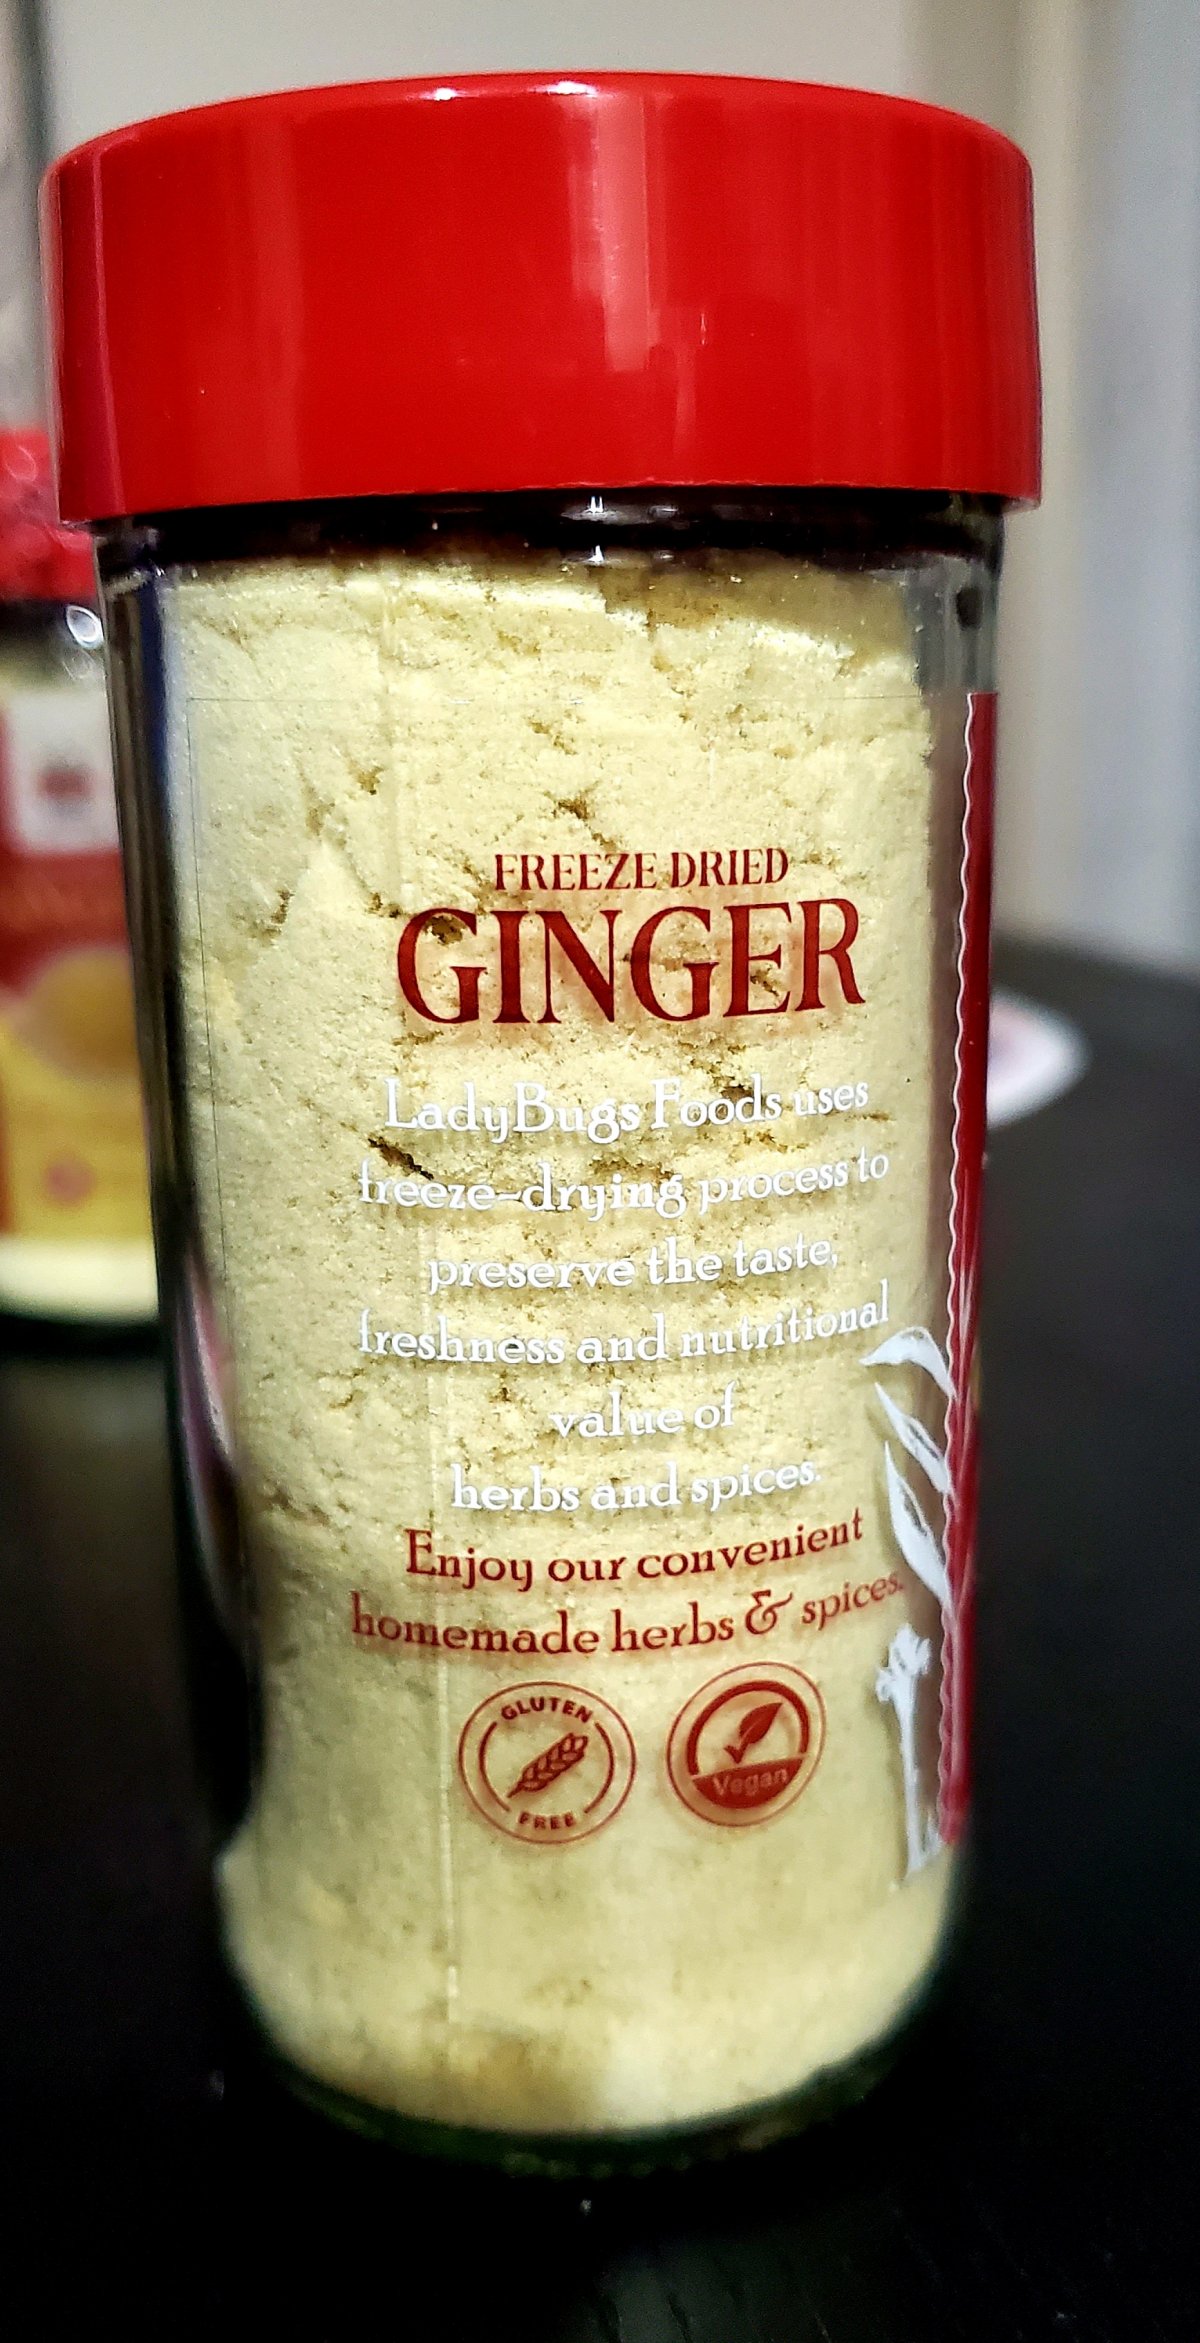 FREEZE DRIED
GINGER
LadyBugs Foods uses
freeze-drying process to
preserve the taste,
freshness and nutritional
value of
herbs and spices.
Enjoy our convenient
homemade herbs & spices.
GLUTEN
FREE
Vegan